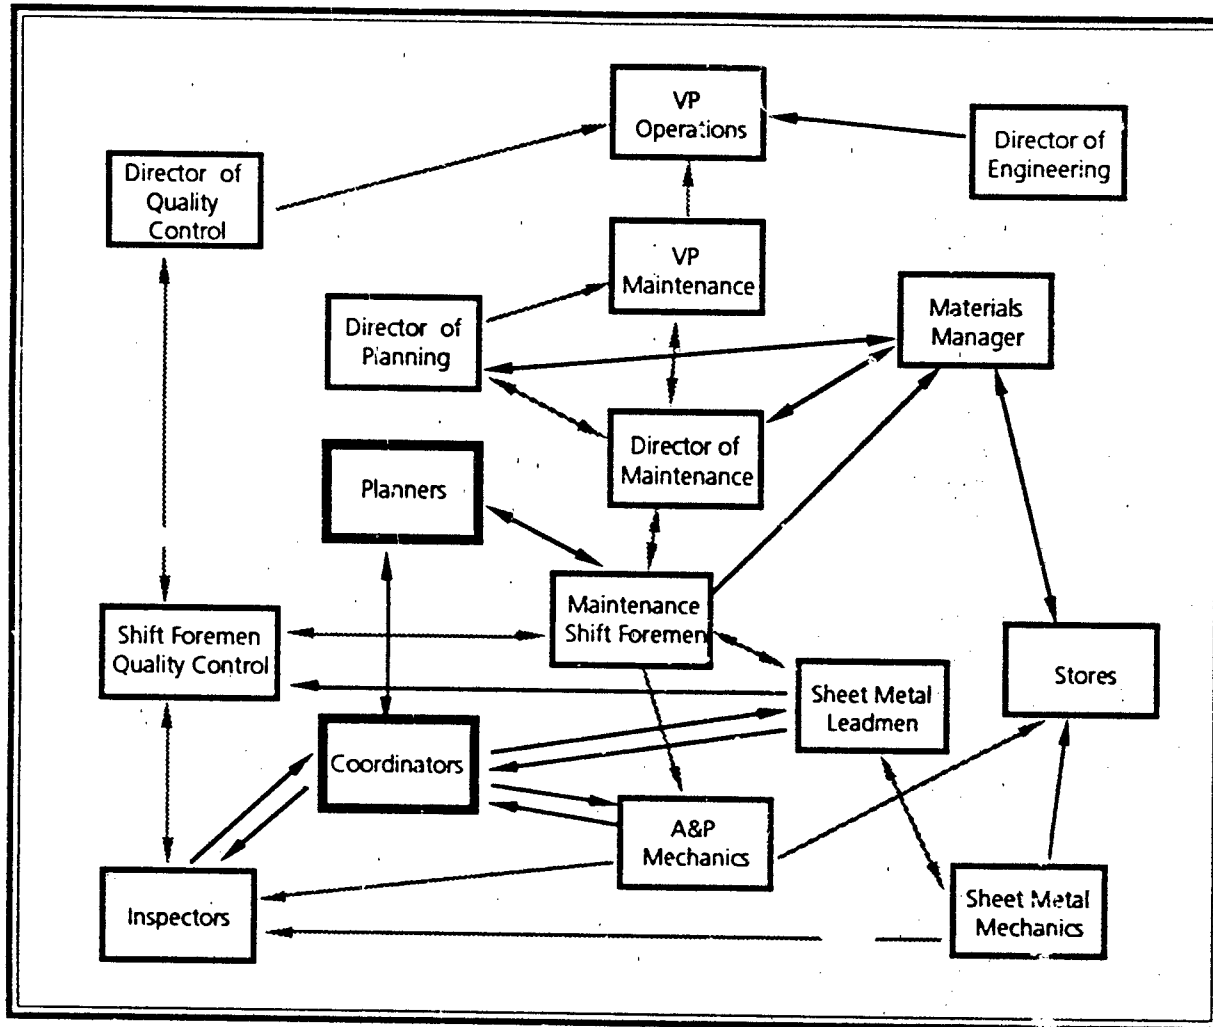 VP
Operations
Director of
Engineering
Director of
Quality
Control
VP
Maintenance
Materials
Manager
Director of
Planning
Director of
Maintenance
Planners
Maintenance
Shift Foremen
Shift Foremen
Quality Control
Stores
Sheet Metal
Leadmen
Coordinators
A&P
Mechanics
Inspectors
Sheet Metal
Mechanics